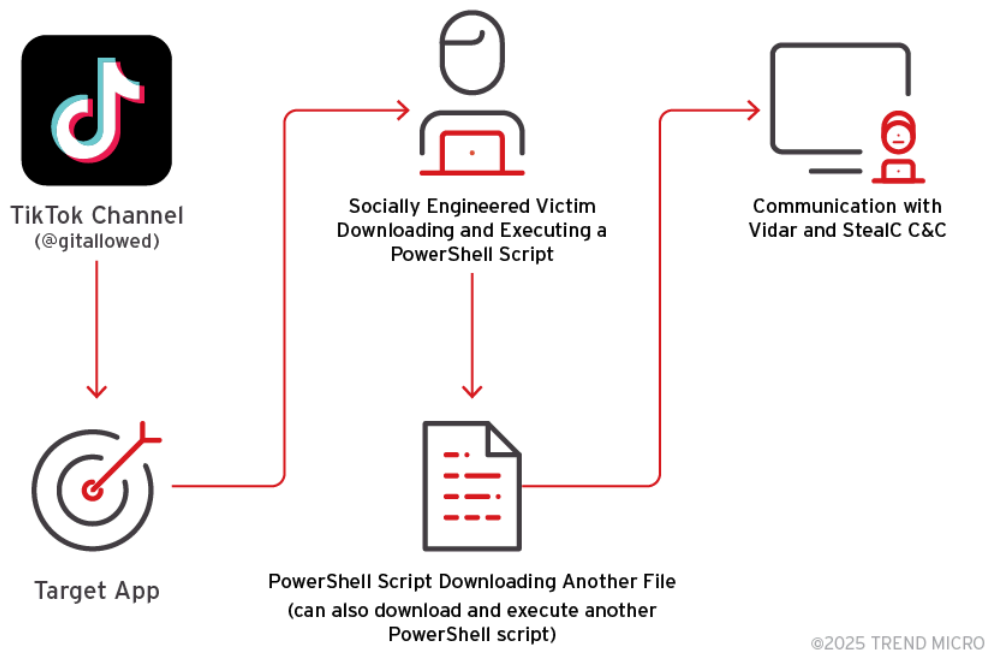 TikTok Channel
(@gitallowed)
Target App
Socially Engineered Victim
Downloading and Executing a
PowerShell Script
PowerShell Script Downloading Another File
(can also download and execute another
PowerShell script)
Communication with
Vidar and StealC C&C
©2025 TREND MICRO